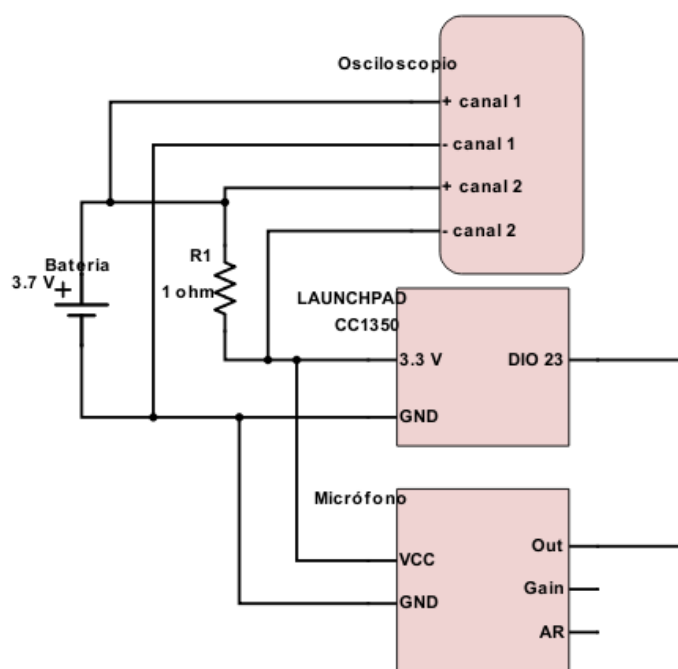 Osciloscopio
+ canal 1
- canal 1
+ canal 2
- canal 2
Bateria
3.7 V
+
R1
1 ohm
LAUNCHPAD
CC1350
3.3 V
DIO 23
GND
Micrófono
VCC
Out
GND
Gain
AR